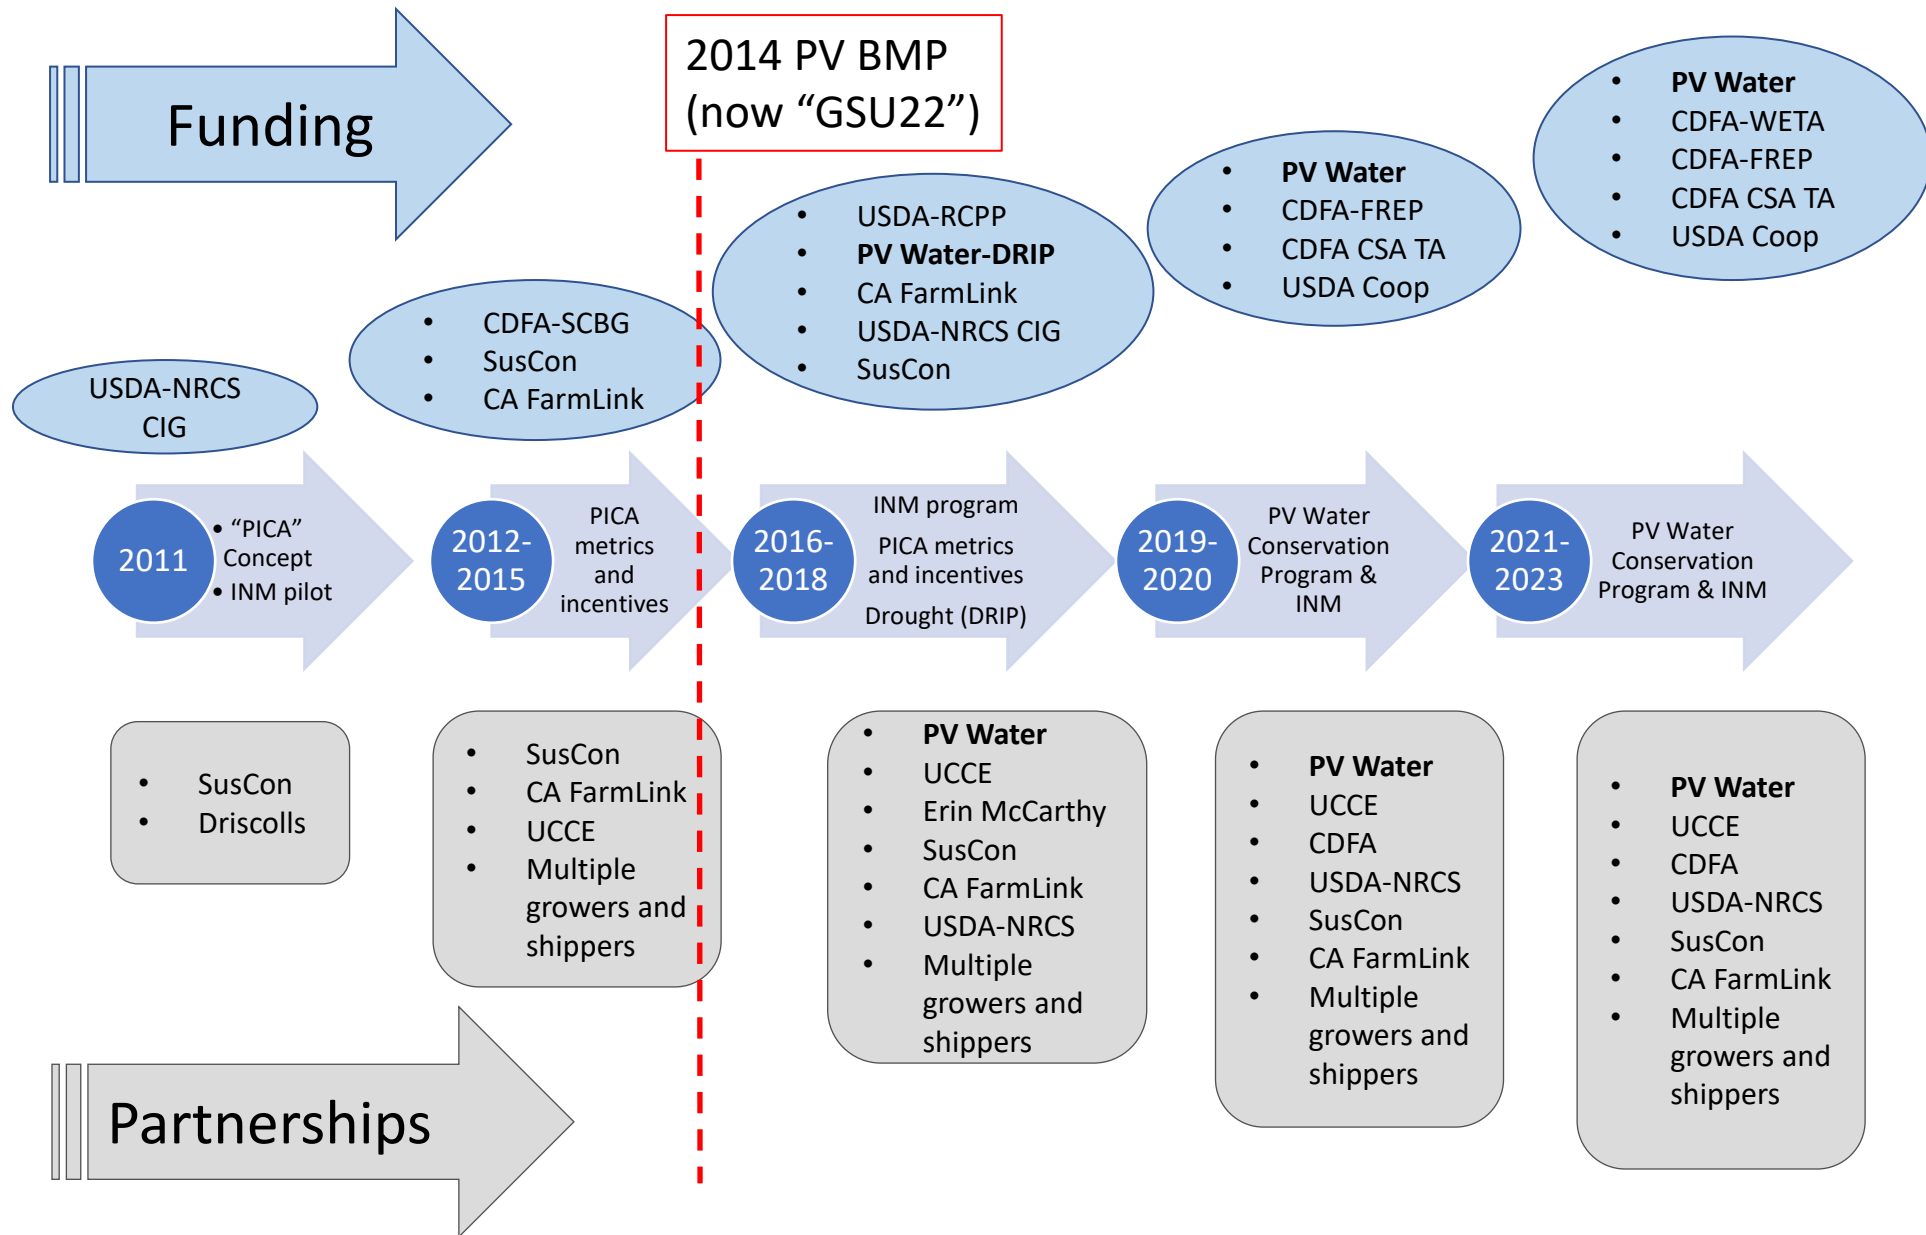 Funding
2014 PV BMP
(now “GSU22”)
USDA-NRCS
CIG
• CDFA-SCBG
• SusCon
• CA FarmLink
• USDA-RCPP
• PV Water-DRIP
• CA FarmLink
• USDA-NRCS CIG
• SusCon
• PV Water
• CDFA-FREP
• CDFA CSA TA
• USDA Coop
• PV Water
• CDFA-WETA
• CDFA-FREP
• CDFA CSA TA
• USDA Coop
2011
• “PICA”
Concept
• INM pilot
2012-
2015
PICA
metrics
and
incentives
2016-
2018
INM program
PICA metrics
and incentives
Drought (DRIP)
2019-
2020
PV Water
Conservation
Program &
INM
2021-
2023
PV Water
Conservation
Program & INM
• SusCon
• Driscolls
• SusCon
• CA FarmLink
• UCCE
• Multiple
growers and
shippers
• PV Water
• UCCE
• Erin McCarthy
• SusCon
• CA FarmLink
• USDA-NRCS
• Multiple
growers and
shippers
• PV Water
• UCCE
• CDFA
• USDA-NRCS
• SusCon
• CA FarmLink
• Multiple
growers and
shippers
• PV Water
• UCCE
• CDFA
• USDA-NRCS
• SusCon
• CA FarmLink
• Multiple
growers and
shippers
Partnerships